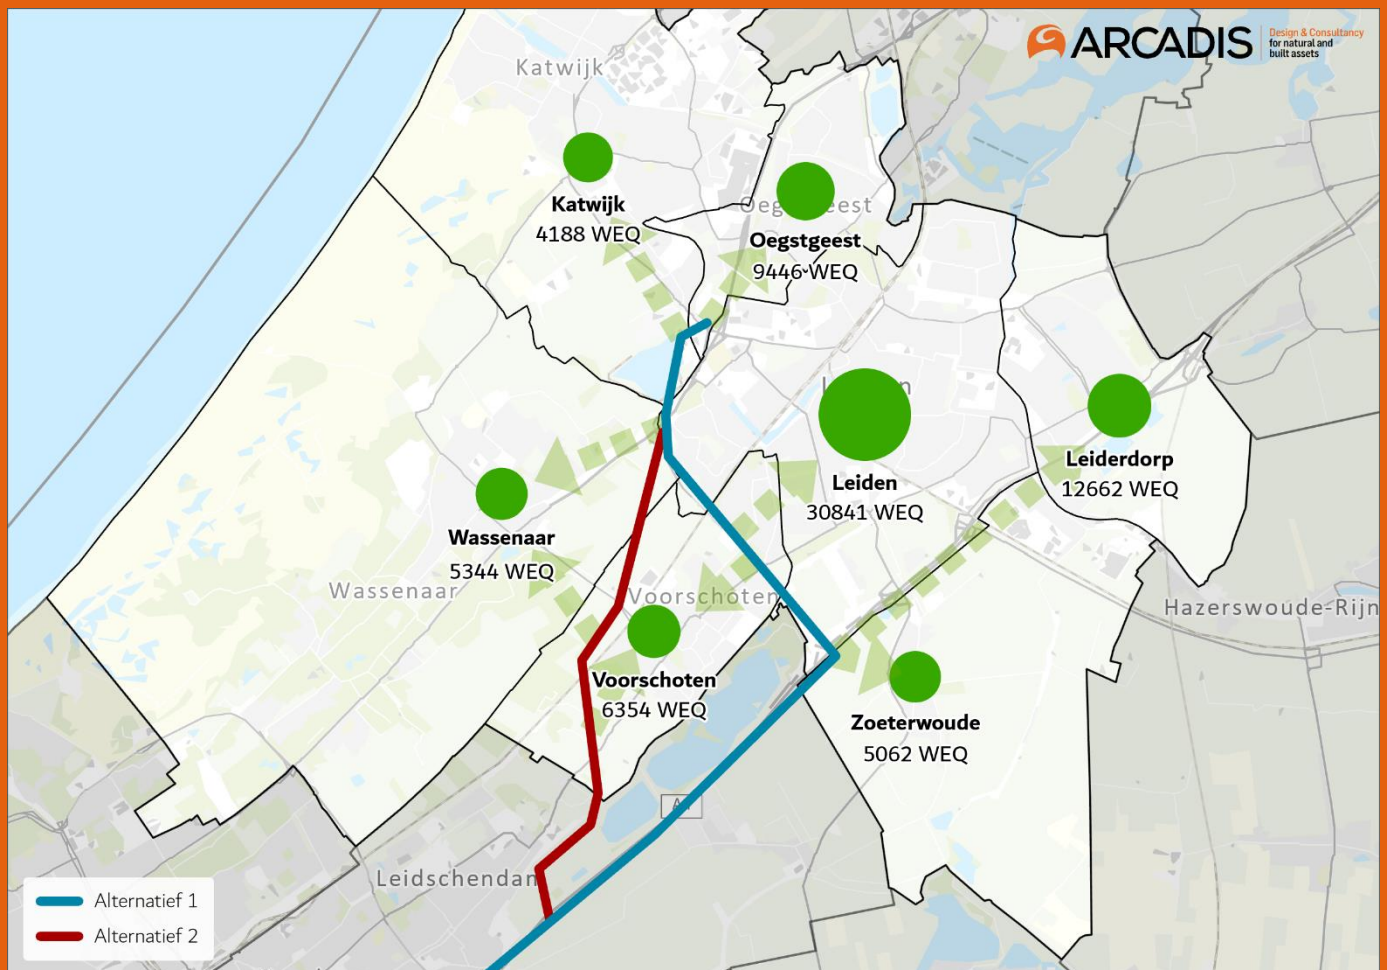 ARCADIS
Design & Consultancy
for natural and
built assets
Katwijk
Katwijk
4188 WEQ
Oegstgeest
9446 WEQ
Leiden
30841 WEQ
Leiderdorp
12662 WEQ
Wassenaar
5344 WEQ
Wassenaar
Voorschoten
Hazerswoude-Rijn
Voorschoten
6354 WEQ
Zoeterwoude
5062 WEQ
Leidschendam
Alternatief 1
Alternatief 2